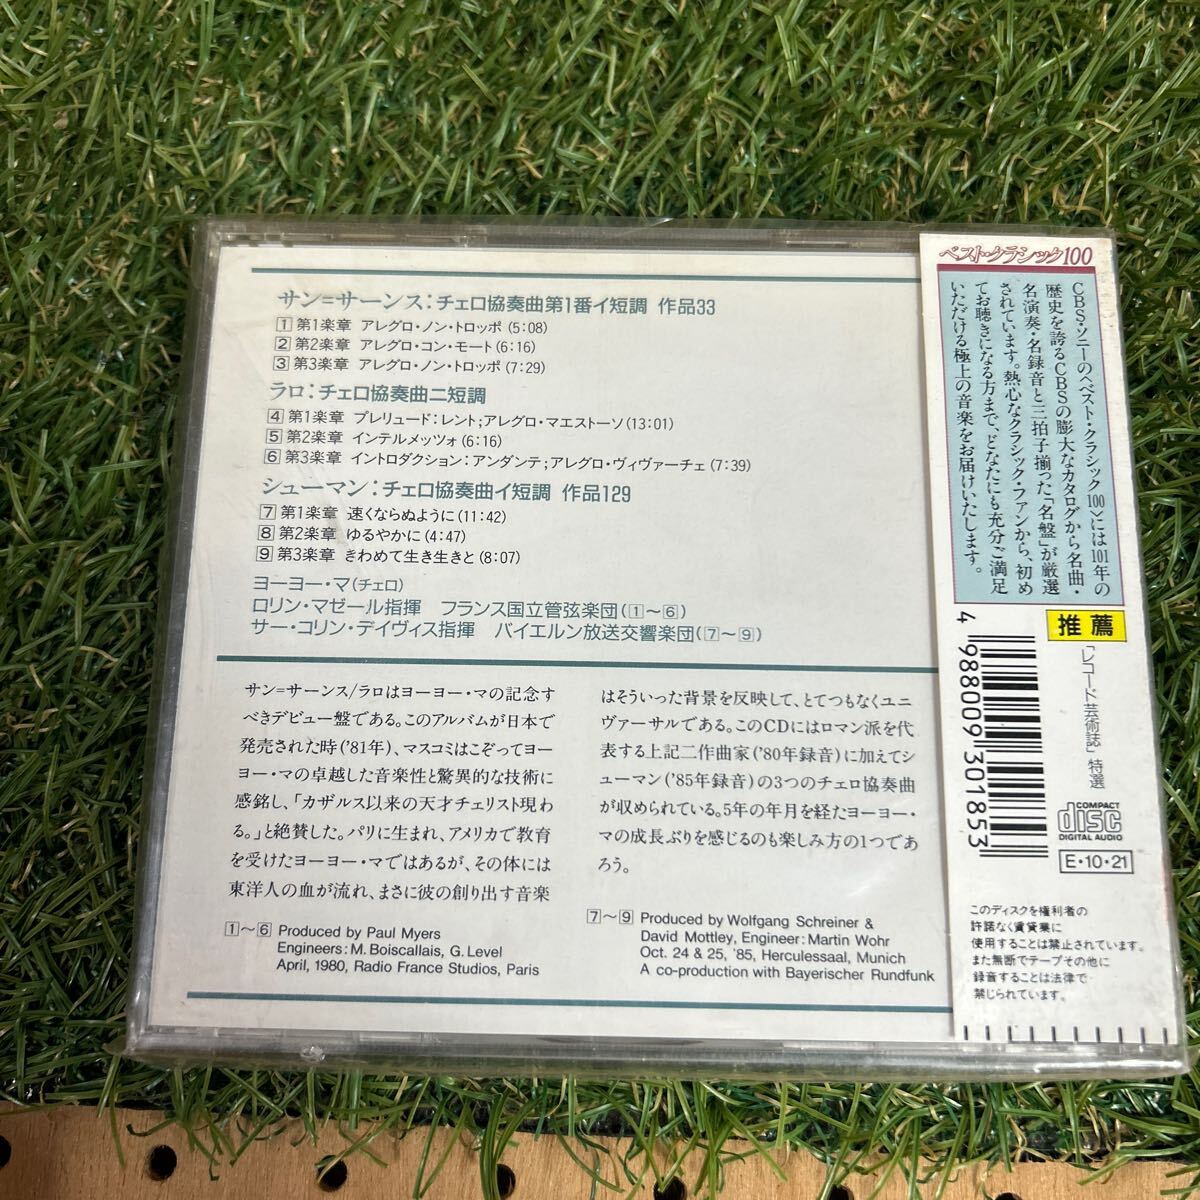 サン=サーンス：チェロ協奏曲第1番イ短調 作品33
1 第1楽章 アレグロ・ノン・トロッポ (5:08)
2 第2楽章 アレグロ・コン・モート (6:16)
3 第3楽章 アレグロ・ノン・トロッポ (7:29)
ラロ：チェロ協奏曲ニ短調
4 第1楽章 プレリュード：レント；アレグロ・マエストーソ (13:01)
5 第2楽章 インテルメッツォ (6:16)
6 第3楽章 イントロダクション：アンダンテ；アレグロ・ヴィヴァーチェ (7:39)
シューマン：チェロ協奏曲イ短調 作品129
7 第1楽章 速くならぬように (11:42)
8 第2楽章 ゆるやかに (4:47)
9 第3楽章 きわめて生き生きと (8:07)
ヨーヨー・マ(チェロ)
ロリン・マゼール指揮 フランス国立管弦楽団(1〜6)
サー・コリン・デイヴィス指揮 バイエルン放送交響楽団(7〜9)
サン=サーンス/ラロはヨーヨー・マの記念す
べきデビュー盤である。このアルバムが日本で
発売された時('81年)、マスコミはこぞってヨー
ヨー・マの卓越した音楽性と驚異的な技術に
感銘し、「カザルス以来の天才チェリスト現わ
る。」と絶賛した。パリに生まれ、アメリカで教育
を受けたヨーヨー・マではあるが、その体には
東洋人の血が流れ、まさに彼の創り出す音楽
はそういった背景を反映して、とてつもなくユニ
ヴァーサルである。このCDにはロマン派を代
表する上記二作曲家('80年録音)に加えてシ
ューマン('85年録音)の3つのチェロ協奏曲
が収められている。5年の年月を経たヨーヨー・
マの成長ぶりを感じるのも楽しみ方の1つであ
ろう。
1〜6 Produced by Paul Myers
Engineers: M. Boiscallais, G. Level
April, 1980, Radio France Studios, Paris
7〜9 Produced by Wolfgang Schreiner &
David Mottley, Engineer: Martin Wohr
Oct. 24 & 25, '85, Herculessaal, Munich
A co-production with Bayerischer Rundfunk
ベスト・クラシック100
CBS・ソニーの〈ベスト・クラシック100〉には101年の
歴史を誇るCBSの膨大なカタログから名曲・
名演奏・名録音と三拍子揃った「名盤」が厳選
されています。熱心なクラシック・ファンから、初め
てお聴きになる方まで、どなたにも充分ご満足
いただける極上の音楽をお届けいたします。
推薦
「レコード芸術誌」特選
4 988009 301853
COMPACT
disc
DIGITAL AUDIO
E・10・21
このディスクを権利者の
許諾なく賃貸業に
使用することは禁止されています。
また無断でテープその他に
録音することは法律で
禁じられています。